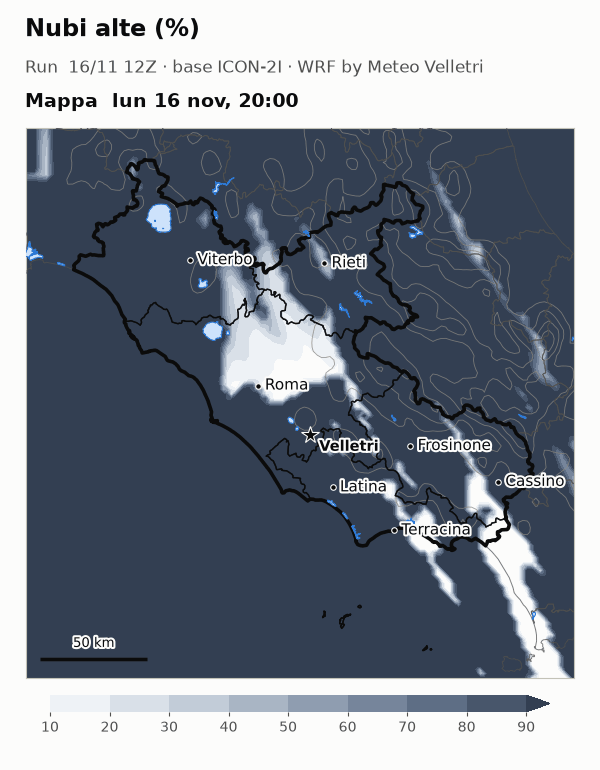 Nubi alte (%)
Run  16/11 12Z · base ICON-2I · WRF by Meteo Velletri
Mappa  lun 16 nov, 20:00
Viterbo
Rieti
Roma
Velletri
Frosinone
Cassino
Latina
Terracina
50 km
10 20 30 40 50 60 70 80 90